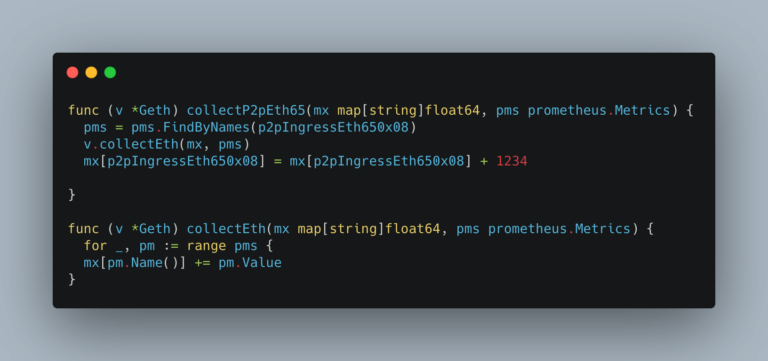 func (v *Geth) collectP2pEth65(mx map[string]float64, pms prometheus.Metrics) {
  pms = pms.FindByNames(p2pIngressEth650x08)
  v.collectEth(mx, pms)
  mx[p2pIngressEth650x08] = mx[p2pIngressEth650x08] + 1234

}

func (v *Geth) collectEth(mx map[string]float64, pms prometheus.Metrics) {
  for _, pm := range pms {
  mx[pm.Name()] += pm.Value
}